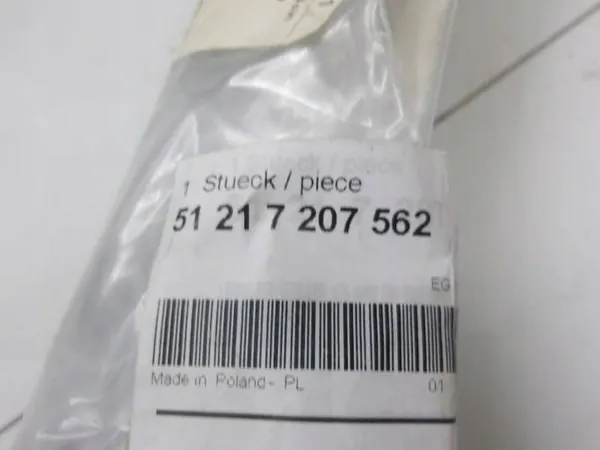 1 Stueck / piece
51 21 7 207 562
EG
Made in Poland - PL
01